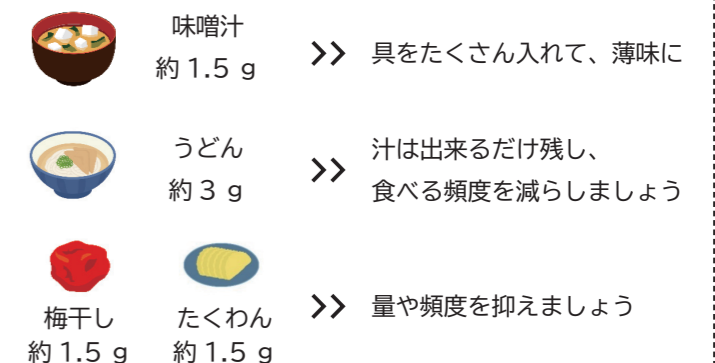 味噌汁
約 1.5 g
>> 具をたくさん入れて、薄味に
うどん
約 3 g
>> 汁は出来るだけ残し、
食べる頻度を減らしましょう
梅干し
約 1.5 g
たくわん
約 1.5 g
>> 量や頻度を抑えましょう